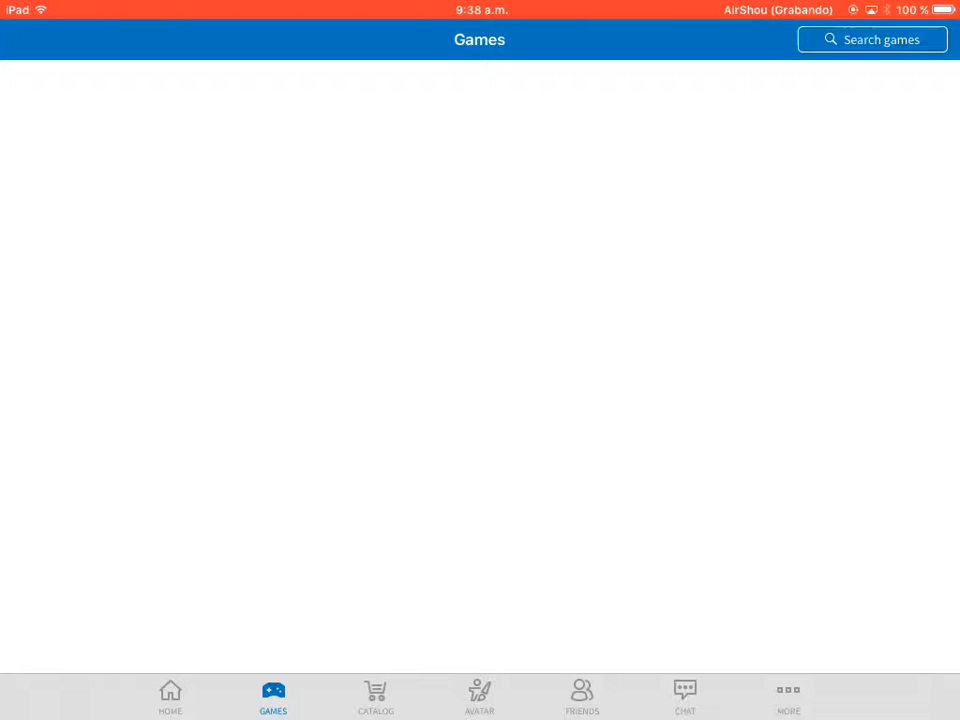 iPad 9:38 a.m. AirShou (Grabando) 100 %
Games Search games
HOME GAMES CATALOG AVATAR FRIENDS CHAT MORE